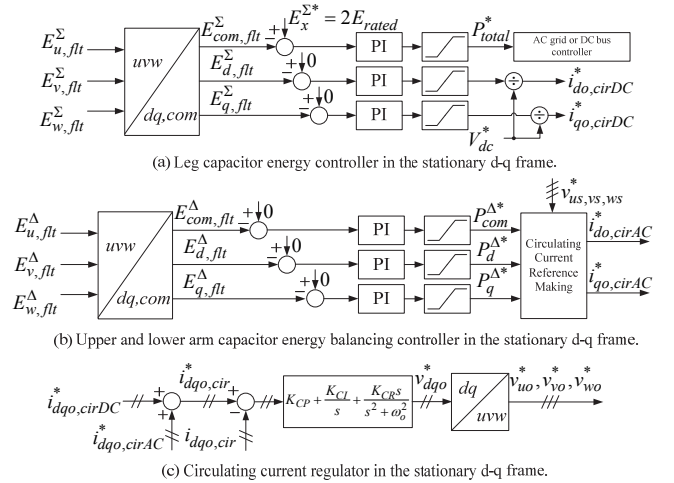 E^Σ_{u,flt}
E^Σ_{v,flt}
E^Σ_{w,flt}
uvw
dq,com
E^Σ_{com,flt}
E^Σ_{d,flt}
E^Σ_{q,flt}
E^{Σ*}_x = 2E_{rated}
+
−
+0
−
+0
−
PI
PI
PI
P^*_{total}
AC grid or DC bus
controller
÷
÷
i^*_{do,cirDC}
i^*_{qo,cirDC}
V^*_{dc}
(a) Leg capacitor energy controller in the stationary d-q frame.
E^Δ_{u,flt}
E^Δ_{v,flt}
E^Δ_{w,flt}
uvw
dq,com
E^Δ_{com,flt}
E^Δ_{d,flt}
E^Δ_{q,flt}
+0
−
+0
−
+0
−
PI
PI
PI
P^{Δ*}_{com}
P^{Δ*}_d
P^{Δ*}_q
v^*_{us,vs,ws}
Circulating
Current
Reference
Making
i^*_{do,cirAC}
i^*_{qo,cirAC}
(b) Upper and lower arm capacitor energy balancing controller in the stationary d-q frame.
i^*_{dqo,cirDC}
+
+
i^*_{dqo,cirAC}
i^*_{dqo,cir}
+
−
i_{dqo,cir}
K_{CP} + K_{CI}/s + K_{CR}s/(s^2 + ω_o^2)
v^*_{dqo}
dq
uvw
v^*_{uo}, v^*_{vo}, v^*_{wo}
(c) Circulating current regulator in the stationary d-q frame.